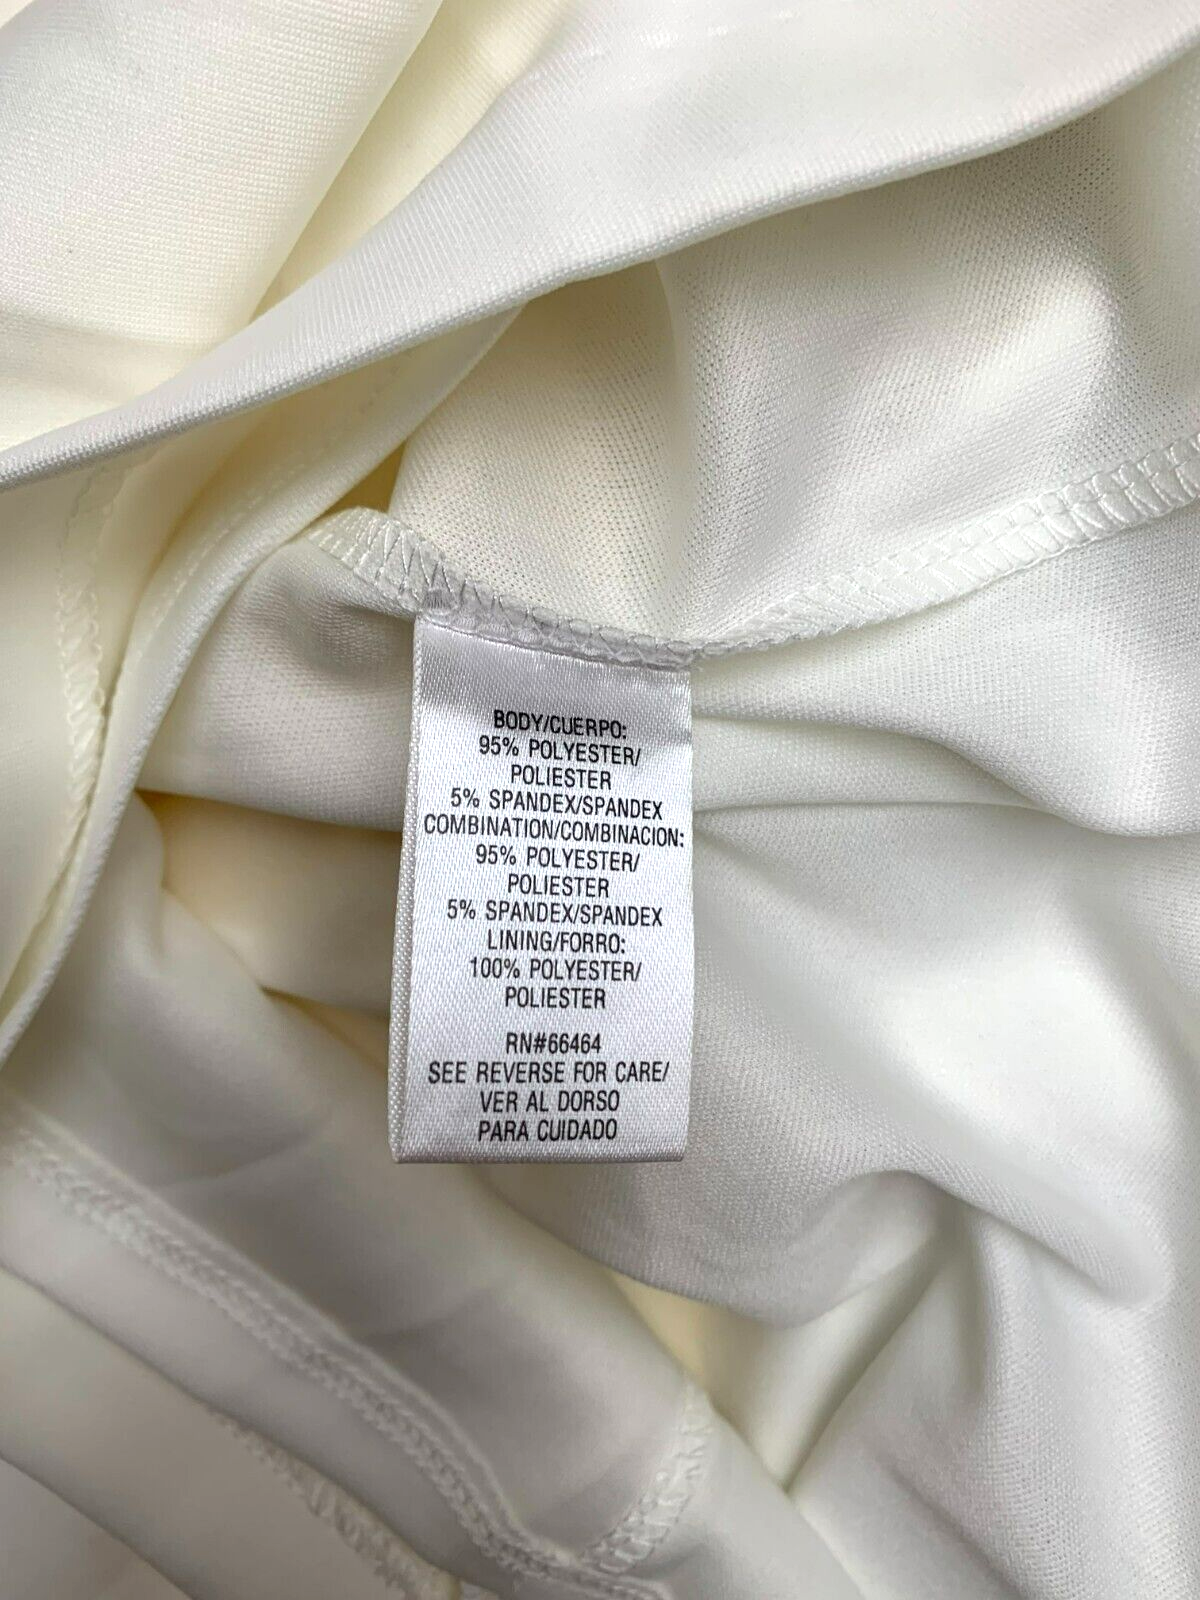 BODY/CUERPO:
95% POLYESTER/
POLIESTER
5% SPANDEX/SPANDEX
COMBINATION/COMBINACION:
95% POLYESTER/
POLIESTER
5% SPANDEX/SPANDEX
LINING/FORRO:
100% POLYESTER/
POLIESTER
RN#66464
SEE REVERSE FOR CARE/
VER AL DORSO
PARA CUIDADO